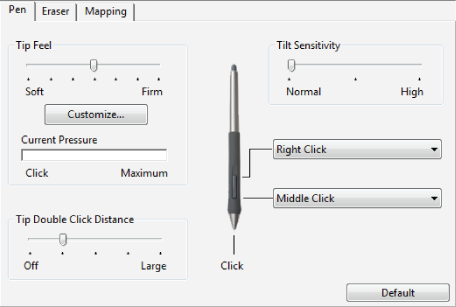 Pen Eraser Mapping
Tip Feel
Soft Firm
Customize...
Current Pressure
Click Maximum
Tip Double Click Distance
Off Large
Tilt Sensitivity
Normal High
Right Click
Middle Click
Click
Default